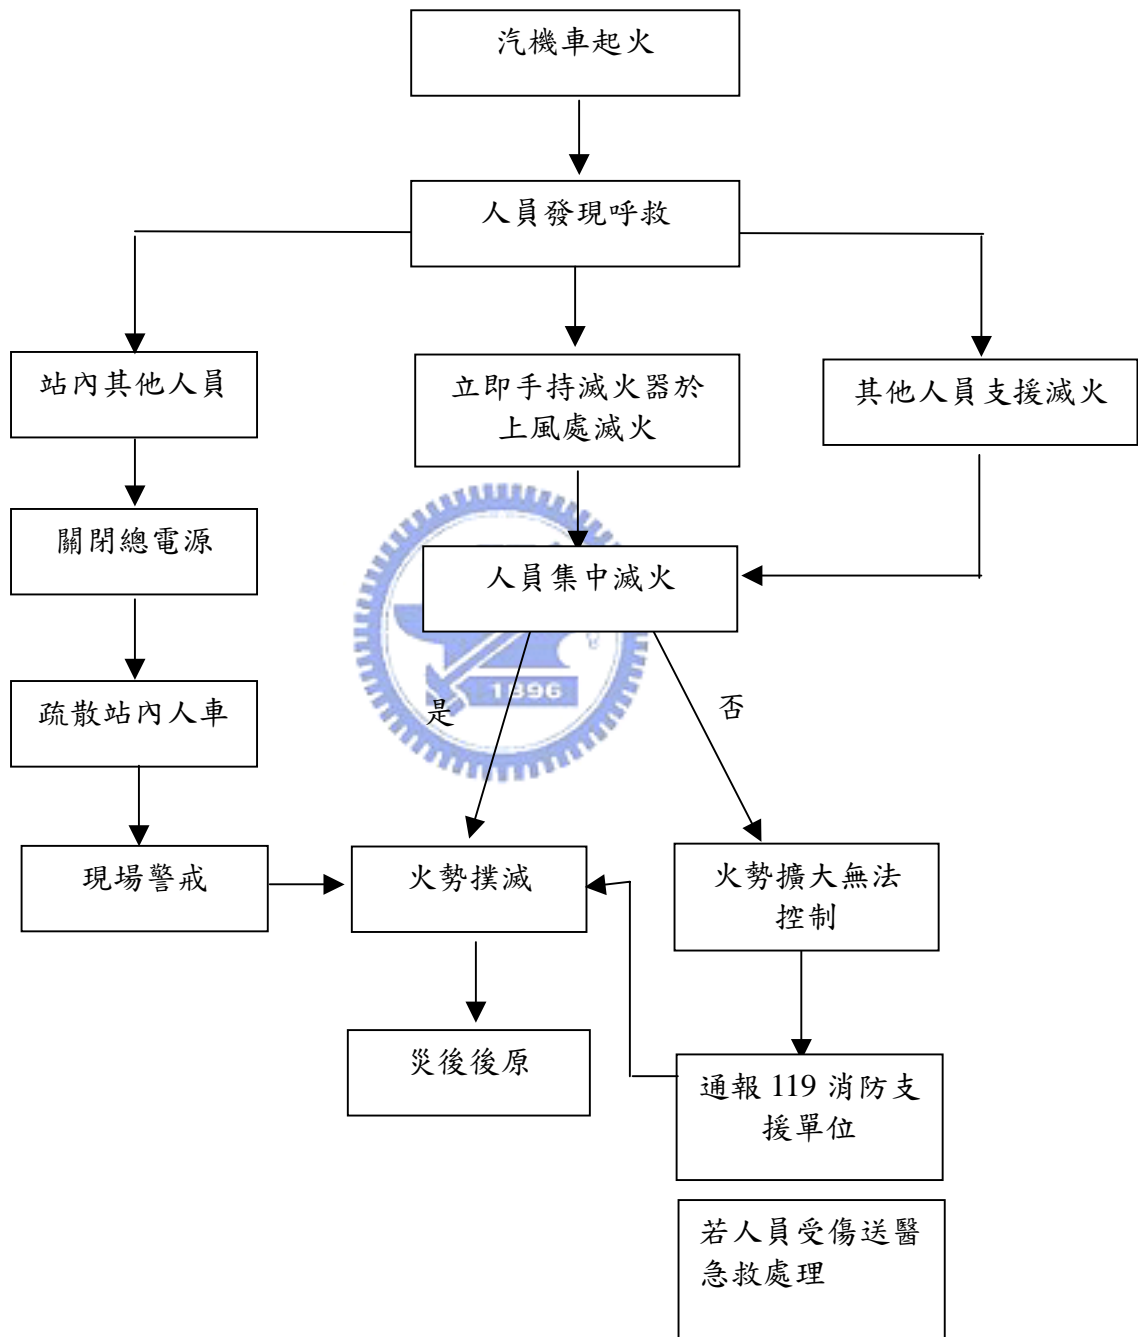 汽機車起火
人員發現呼救
站內其他人員
立即手持滅火器於
上風處滅火
其他人員支援滅火
關閉總電源
人員集中滅火
疏散站內人車
1896
是
否
現場警戒
火勢撲滅
火勢擴大無法
控制
災後後原
通報 119 消防支
援單位
若人員受傷送醫
急救處理